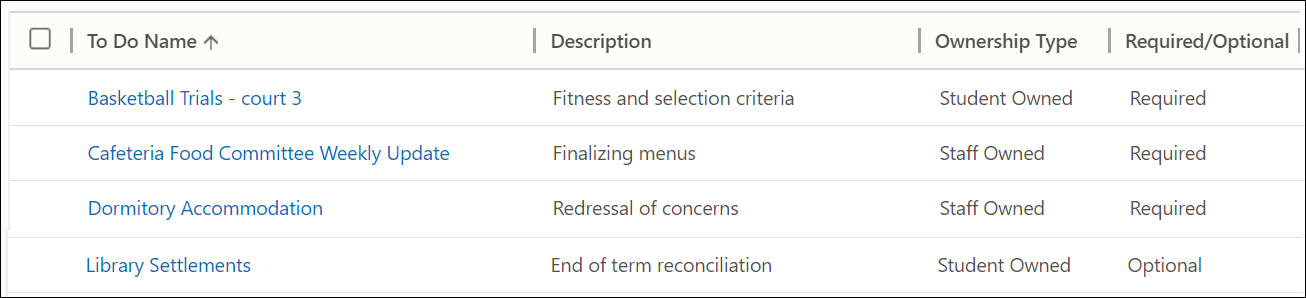 To Do Name ↑ Description Ownership Type Required/Optional
Basketball Trials - court 3 Fitness and selection criteria Student Owned Required
Cafeteria Food Committee Weekly Update Finalizing menus Staff Owned Required
Dormitory Accommodation Redressal of concerns Staff Owned Required
Library Settlements End of term reconciliation Student Owned Optional